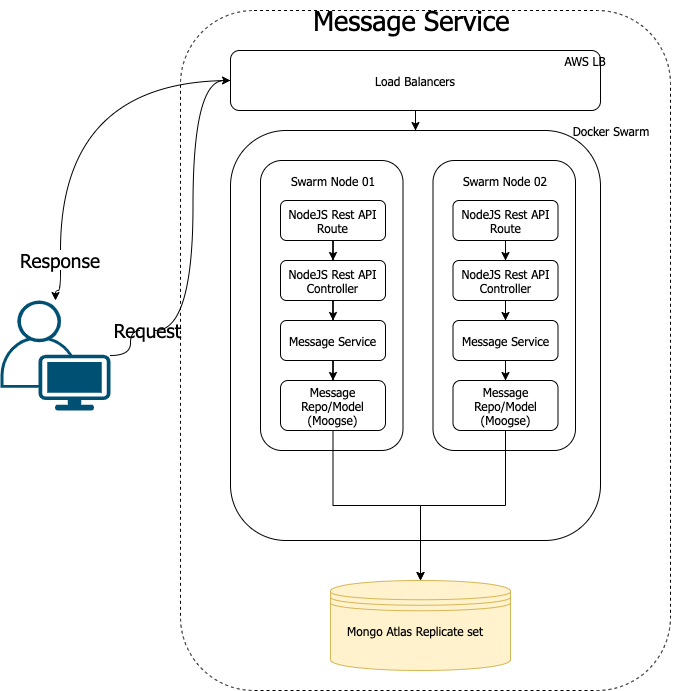 Message Service
AWS LB
Load Balancers
Docker Swarm
Swarm Node 01
NodeJS Rest API
Route
NodeJS Rest API
Controller
Message Service
Message
Repo/Model
(Moogse)
Swarm Node 02
NodeJS Rest API
Route
NodeJS Rest API
Controller
Message Service
Message
Repo/Model
(Moogse)
Response
Request
Mongo Atlas Replicate set